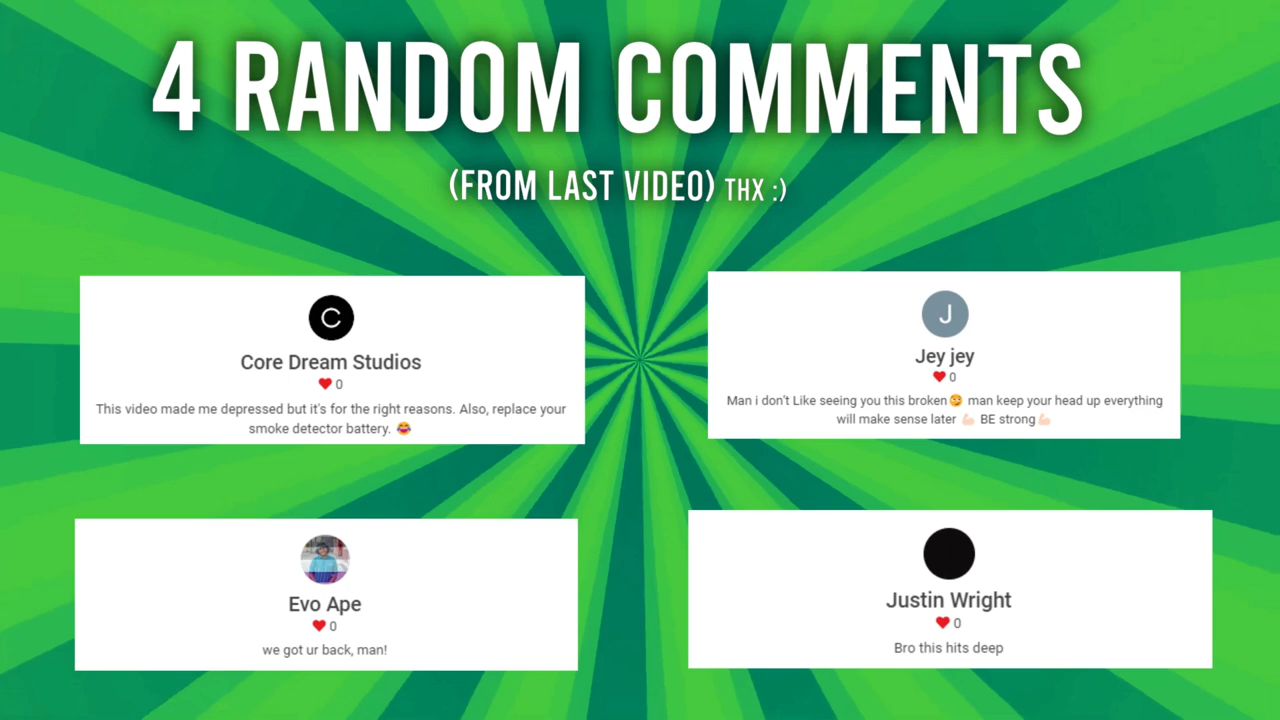 4 RANDOM COMMENTS
(FROM LAST VIDEO) THX :)
C
Core Dream Studios
❤ 0
This video made me depressed but it's for the right reasons. Also, replace your
smoke detector battery. 😂
J
Jey jey
❤ 0
Man i don't Like seeing you this broken😏 man keep your head up everything
will make sense later 💪🏻 BE strong💪🏻
Evo Ape
❤ 0
we got ur back, man!
Justin Wright
❤ 0
Bro this hits deep